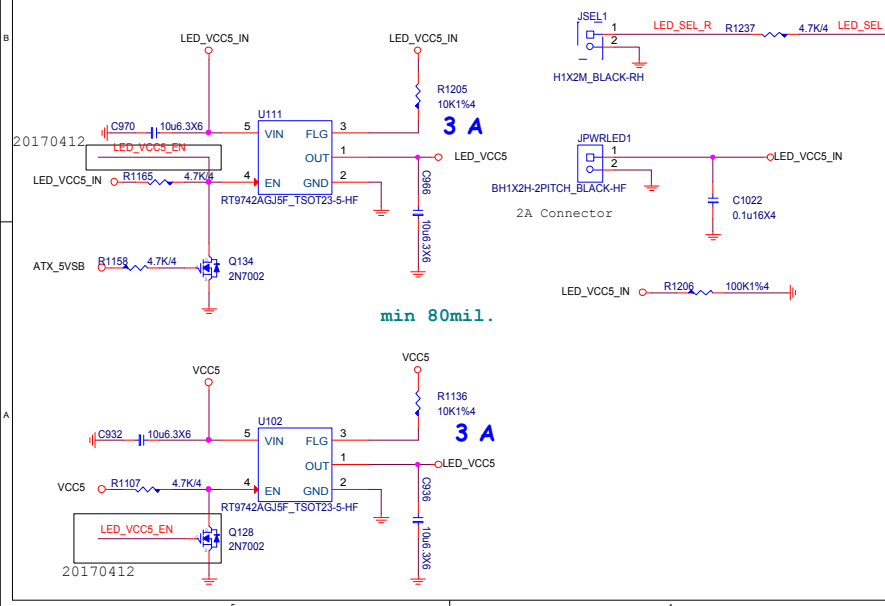 B
LED_VCC5_IN
LED_VCC5_IN
JSEL1
1
2
LED_SEL_R
R1237
4.7K/4
LED_SEL
H1X2M_BLACK-RH
R1205
10K1%4
3 A
C970
10u6.3X6
U111
5
VIN
FLG
3
OUT
1
4
EN
GND
2
RT9742AGJ5F_TSOT23-5-HF
20170412
LED_VCC5_EN
LED_VCC5_IN
R1165
4.7K/4
LED_VCC5
C966
10u6.3X6
JPWRLED1
1
2
LED_VCC5_IN
BH1X2H-2PITCH_BLACK-HF
2A Connector
C1022
0.1u16X4
ATX_5VSB
R1158
4.7K/4
Q134
2N7002
LED_VCC5_IN
R1206
100K1%4
min 80mil.
A
VCC5
VCC5
R1136
10K1%4
3 A
C932
10u6.3X6
U102
5
VIN
FLG
3
OUT
1
4
EN
GND
2
RT9742AGJ5F_TSOT23-5-HF
VCC5
R1107
4.7K/4
LED_VCC5
C936
10u6.3X6
LED_VCC5_EN
Q128
2N7002
20170412